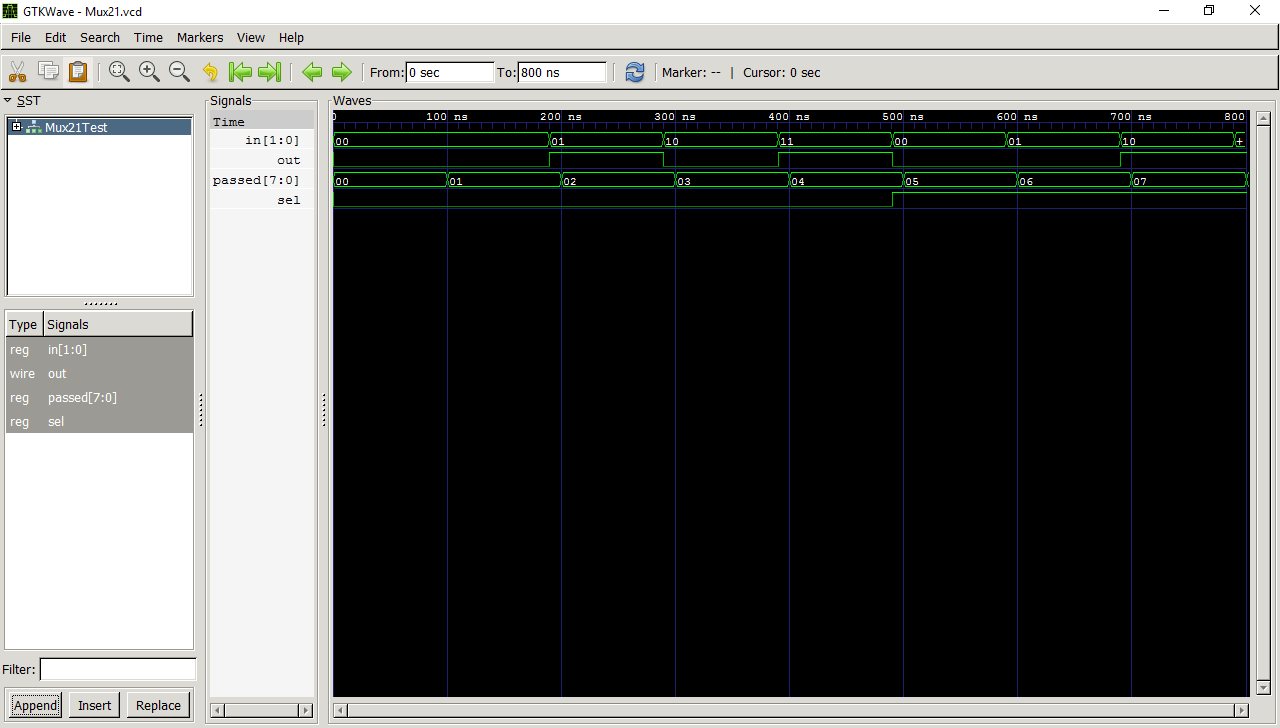 GTKWave - Mux21.vcd
File Edit Search Time Markers View Help
From: 0 sec To: 800 ns Marker: -- | Cursor: 0 sec
SST
Mux21Test
Type Signals
reg in[1:0]
wire out
reg passed[7:0]
reg sel
Filter:
Append Insert Replace
Signals
Time
in[1:0]
out
passed[7:0]
sel
Waves
0 100 ns 200 ns 300 ns 400 ns 500 ns 600 ns 700 ns 800
00 01 10 11 00 01 10 +
00 01 02 03 04 05 06 07